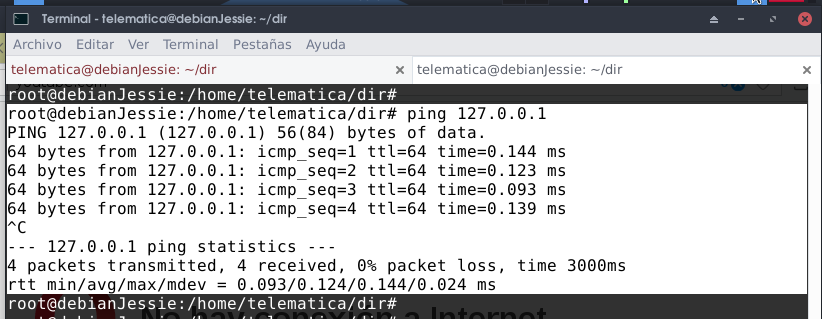 Terminal - telematica@debianJessie: ~/dir
Archivo Editar Ver Terminal Pestañas Ayuda
telematica@debianJessie: ~/dir telematica@debianJessie: ~/dir
root@debianJessie:/home/telematica/dir#
root@debianJessie:/home/telematica/dir# ping 127.0.0.1
PING 127.0.0.1 (127.0.0.1) 56(84) bytes of data.
64 bytes from 127.0.0.1: icmp_seq=1 ttl=64 time=0.144 ms
64 bytes from 127.0.0.1: icmp_seq=2 ttl=64 time=0.123 ms
64 bytes from 127.0.0.1: icmp_seq=3 ttl=64 time=0.093 ms
64 bytes from 127.0.0.1: icmp_seq=4 ttl=64 time=0.139 ms
^C
--- 127.0.0.1 ping statistics ---
4 packets transmitted, 4 received, 0% packet loss, time 3000ms
rtt min/avg/max/mdev = 0.093/0.124/0.144/0.024 ms
root@debianJessie:/home/telematica/dir#
No hay conexión a Internet